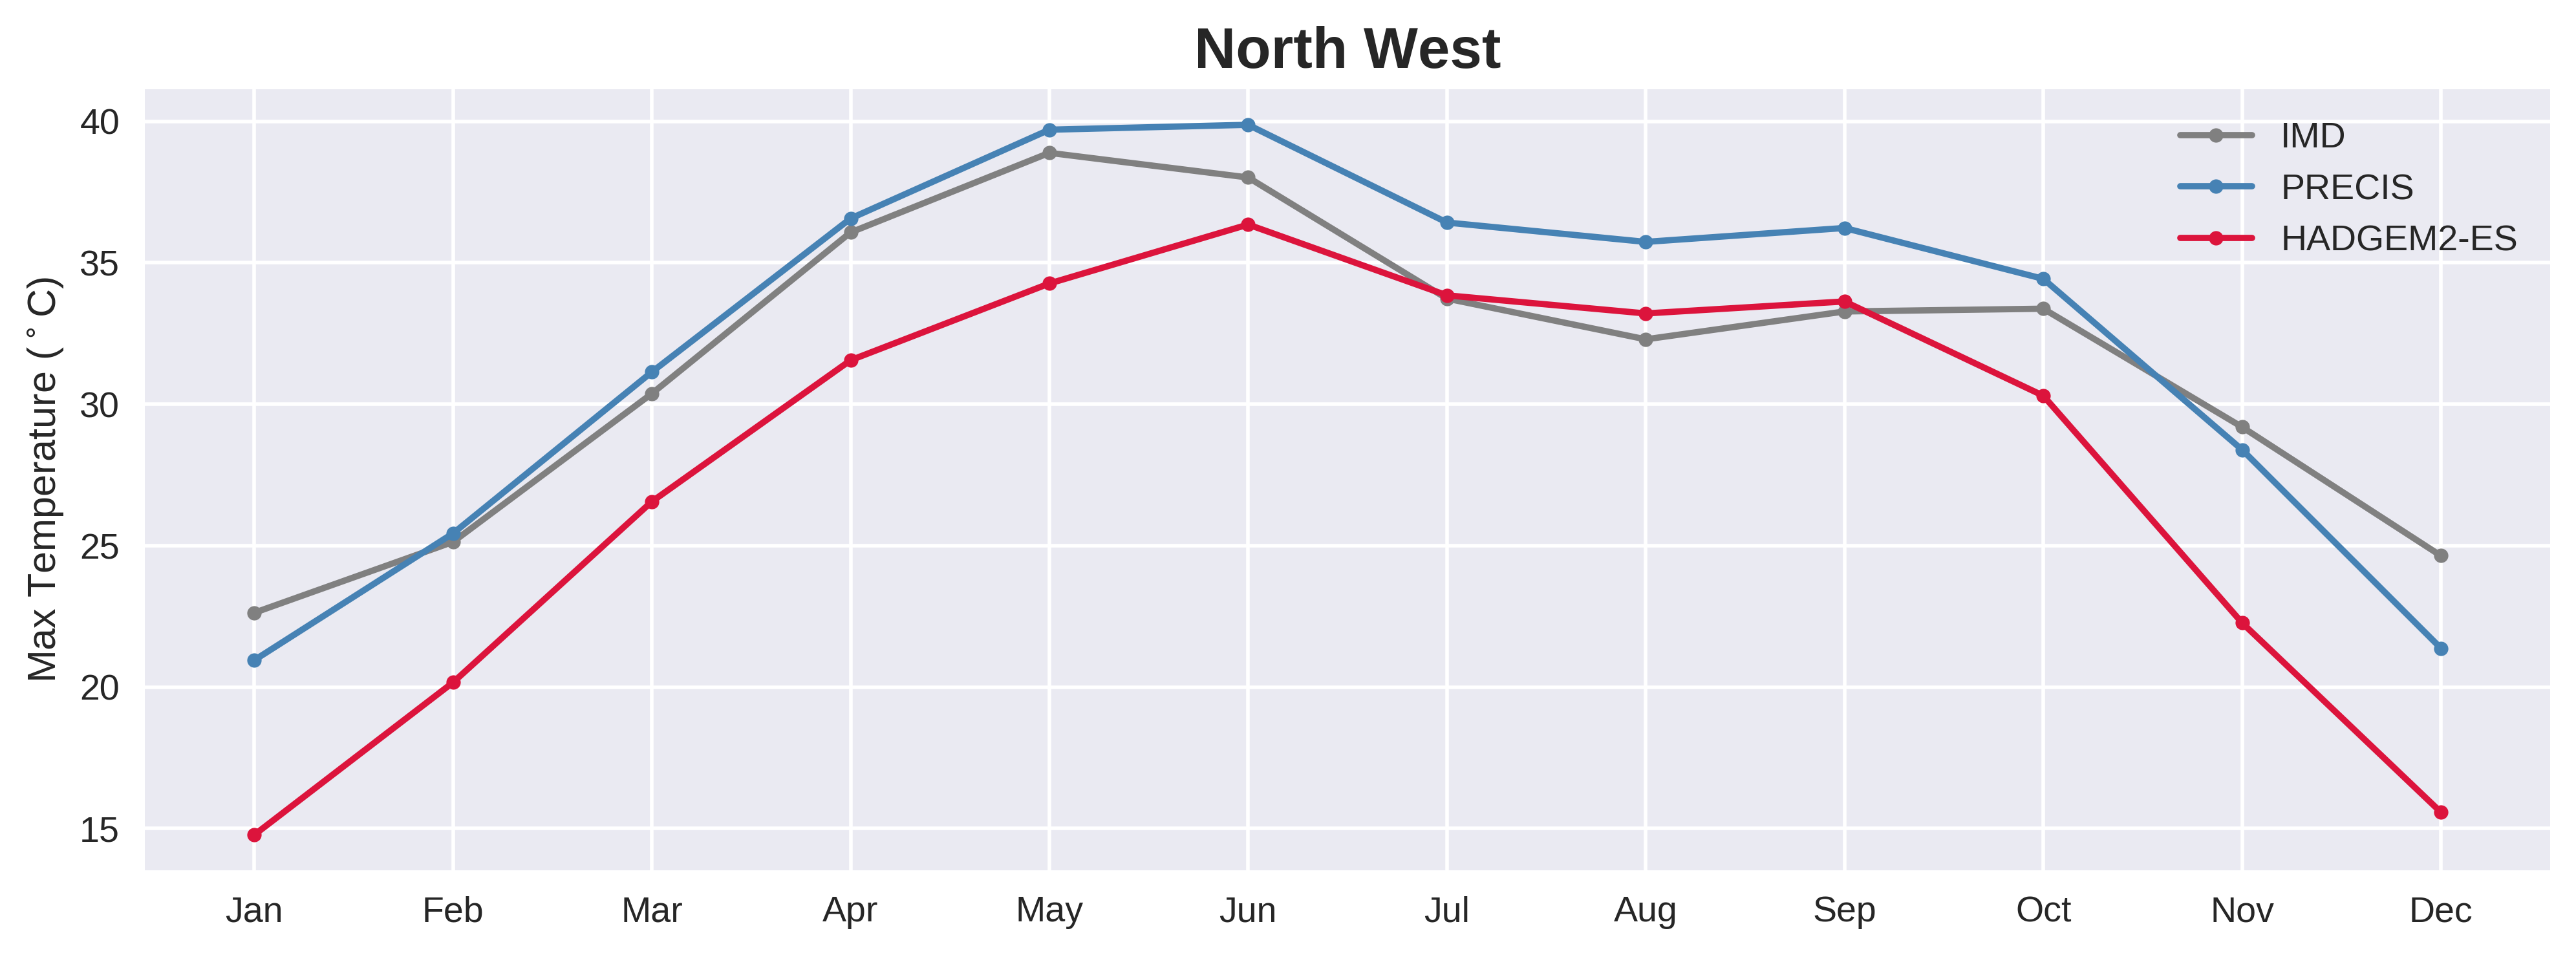 North West
Max Temperature (˚C)
40
35
30
25
20
15
IMD
PRECIS
HADGEM2-ES
Jan Feb Mar Apr May Jun Jul Aug Sep Oct Nov Dec